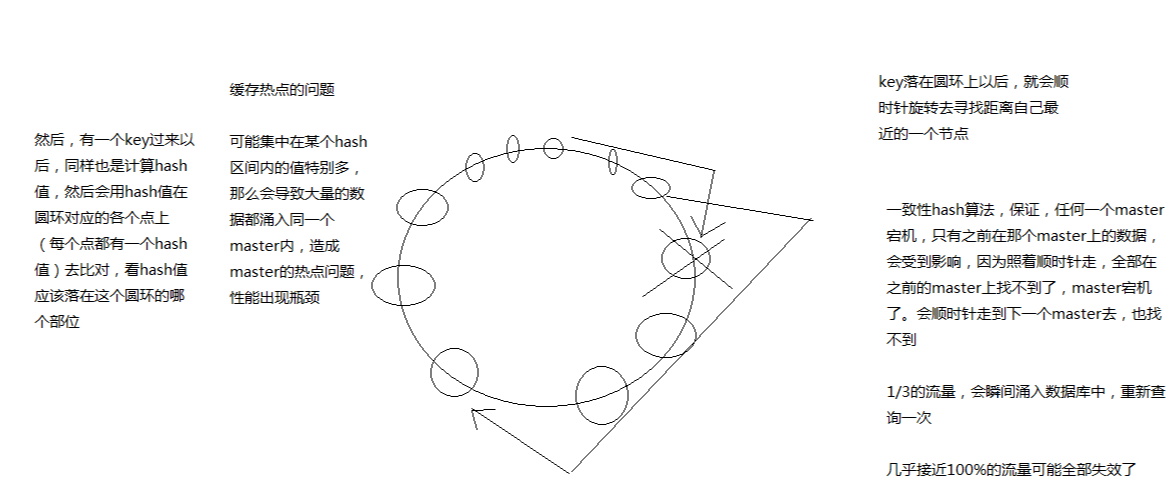 然后，有一个key过来以
后，同样也是计算hash
值，然后会用hash值在
圆环对应的各个点上
（每个点都有一个hash
值）去比对，看hash值
应该落在这个圆环的哪
个部位
缓存热点的问题
可能集中在某个hash
区间内的值特别多，
那么会导致大量的数
据都涌入同一个
master内，造成
master的热点问题，
性能出现瓶颈
key落在圆环上以后，就会顺
时针旋转去寻找距离自己最
近的一个节点
一致性hash算法，保证，任何一个master
宕机，只有之前在那个master上的数据，
会受到影响，因为照着顺时针走，全部在
之前的master上找不到了，master宕机
了。会顺时针走到下一个master去，也找
不到
1/3的流量，会瞬间涌入数据库中，重新查
询一次
几乎接近100%的流量可能全部失效了